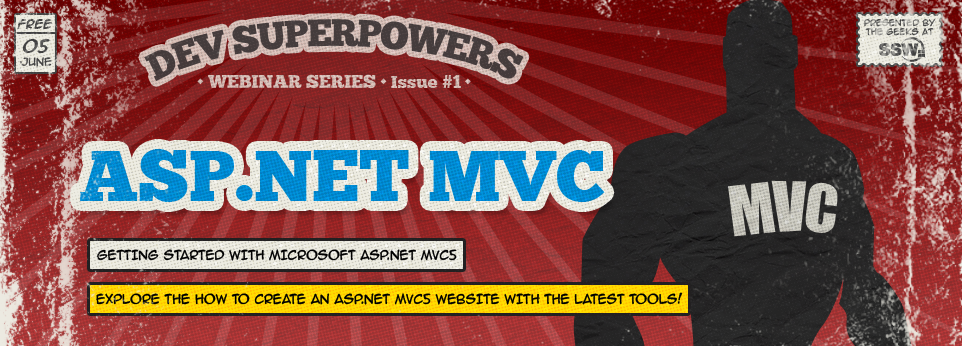 FREE
05
JUNE
DEV SUPERPOWERS
• WEBINAR SERIES • Issue #1 •
PRESENTED BY
THE GEEKS AT
SSW
ASP.NET MVC
MVC
GETTING STARTED WITH MICROSOFT ASP.NET MVC5
EXPLORE THE HOW TO CREATE AN ASP.NET MVC5 WEBSITE WITH THE LATEST TOOLS!